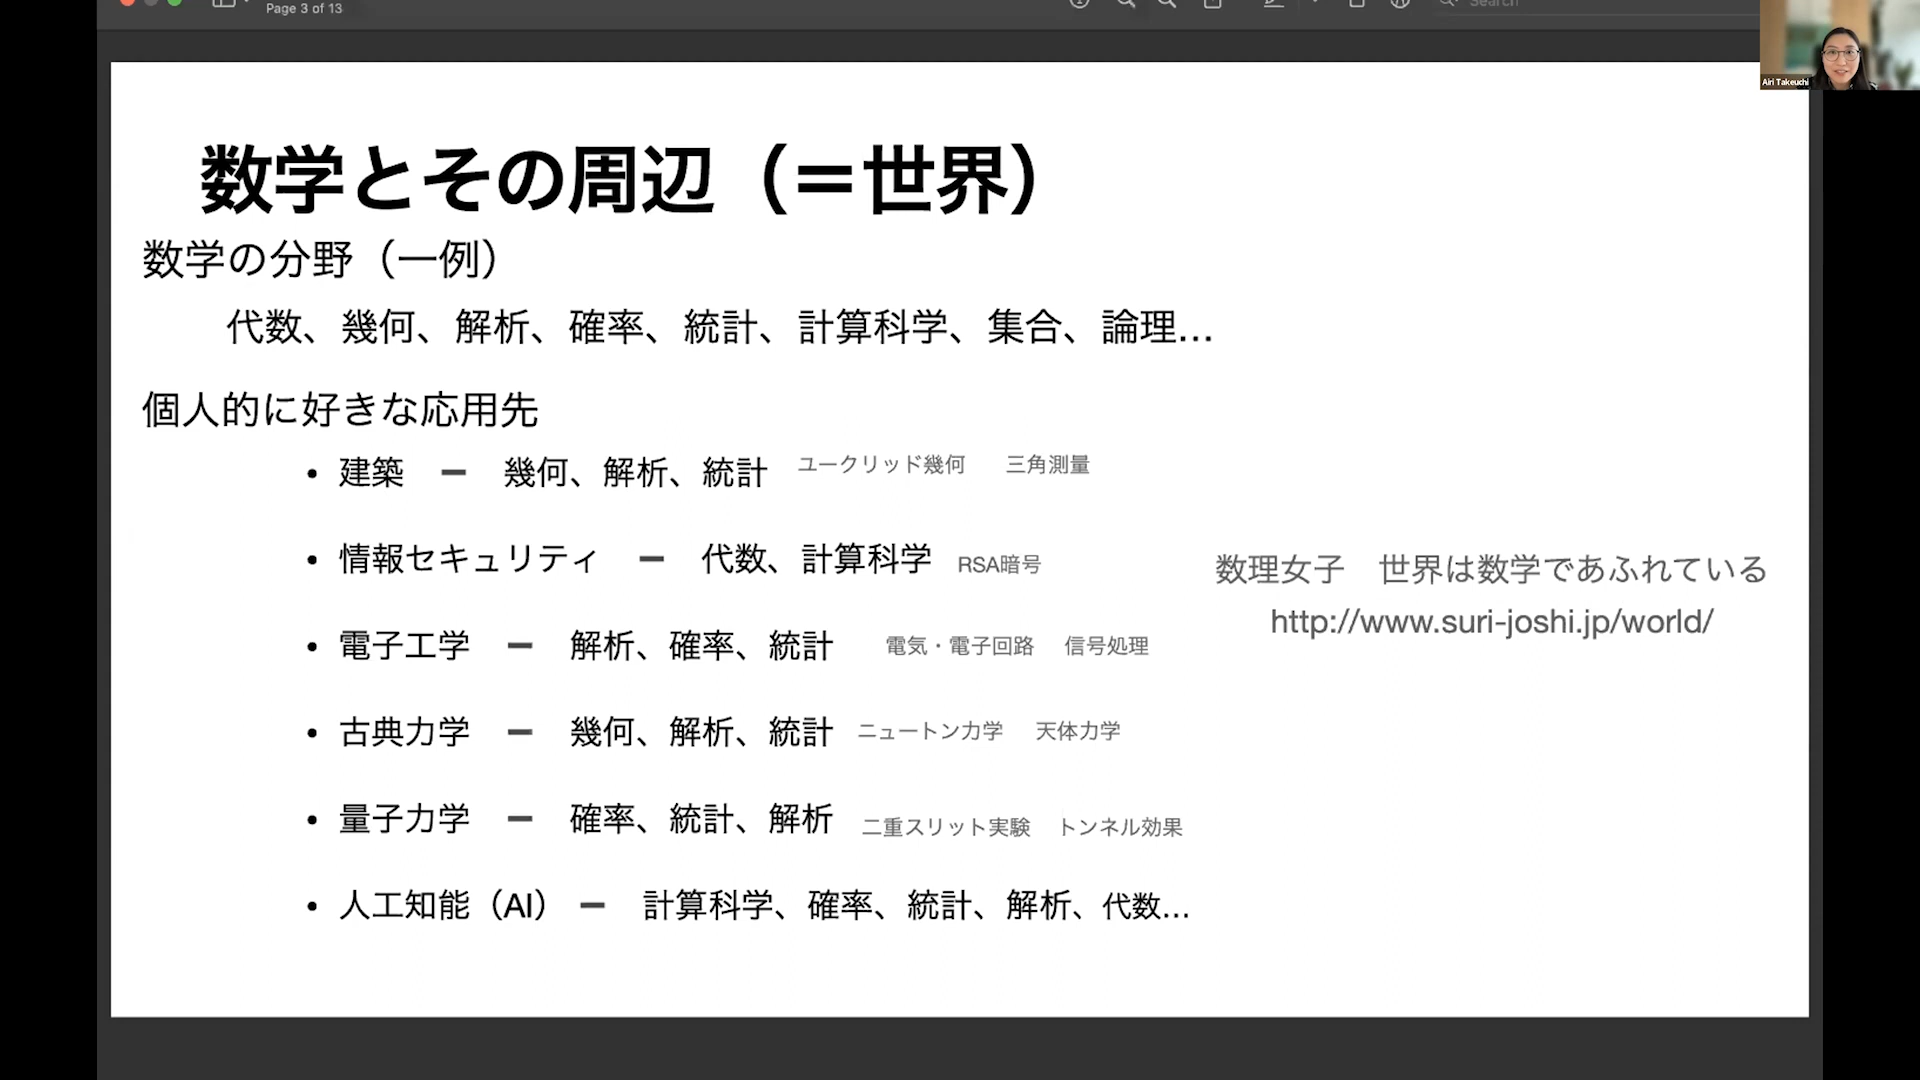 Page 3 of 13
Search
Airi Takeuchi
数学とその周辺（＝世界）
数学の分野（一例）
代数、幾何、解析、確率、統計、計算科学、集合、論理…
個人的に好きな応用先
• 建築 ー 幾何、解析、統計 ユークリッド幾何 三角測量
• 情報セキュリティ ー 代数、計算科学 RSA暗号
数理女子 世界は数学であふれている
http://www.suri-joshi.jp/world/
• 電子工学 ー 解析、確率、統計 電気・電子回路 信号処理
• 古典力学 ー 幾何、解析、統計 ニュートン力学 天体力学
• 量子力学 ー 確率、統計、解析 二重スリット実験 トンネル効果
• 人工知能（AI） ー 計算科学、確率、統計、解析、代数…